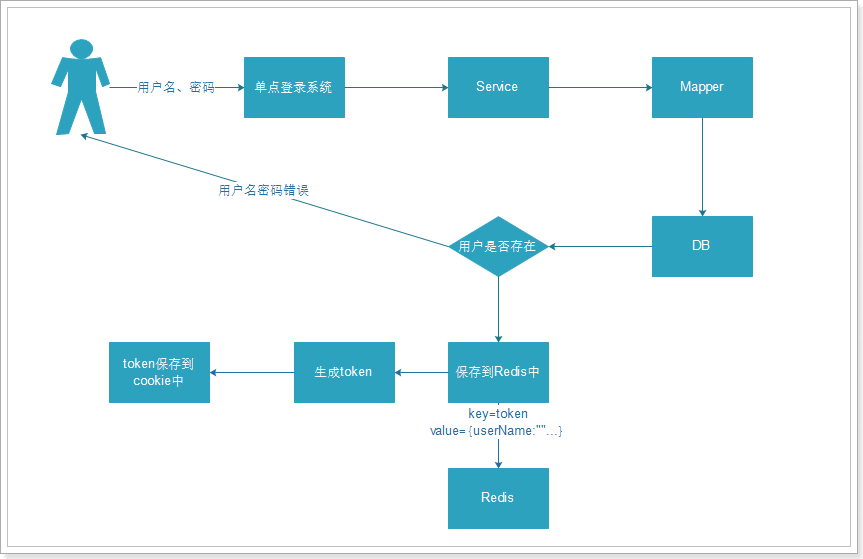 用户名、密码
单点登录系统
Service
Mapper
用户名密码错误
用户是否存在
DB
token保存到
cookie中
生成token
保存到Redis中
key=token
value={userName:""...}
Redis